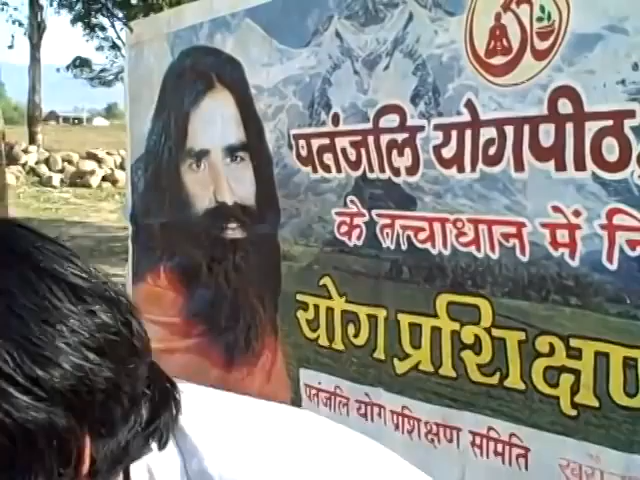 पतंजलि योगपीठ
के तत्त्वाधान में नि
योग प्रशिक्षण
पतंजलि योग प्रशिक्षण समिति